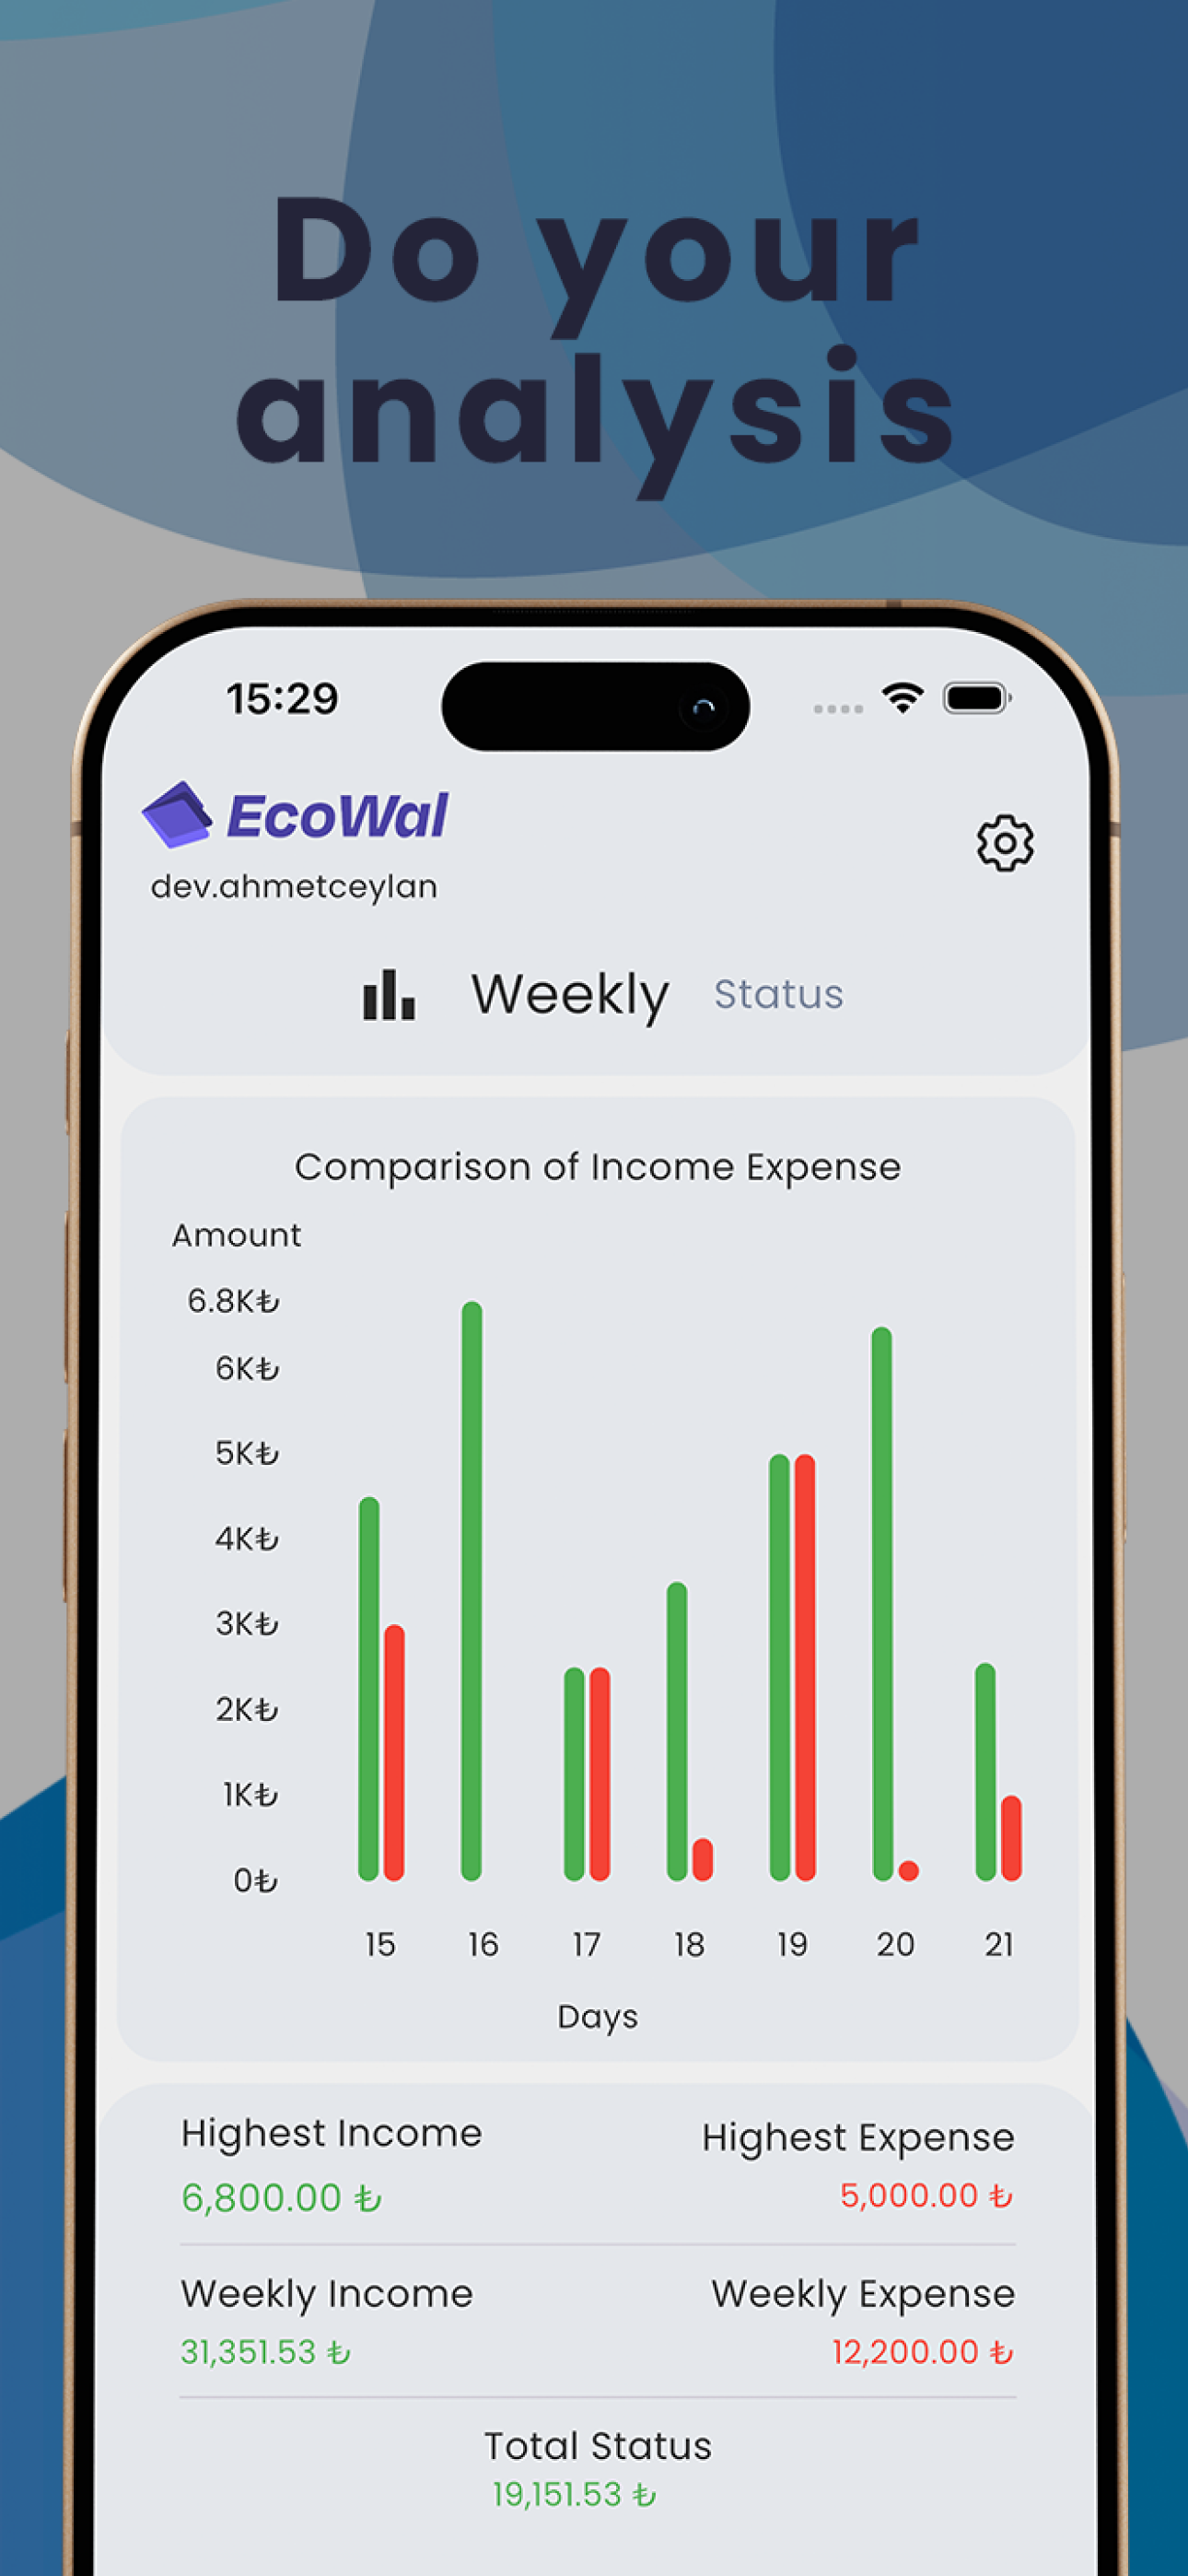 Do your
analysis
15:29
EcoWal
dev.ahmetceylan
Weekly Status
Comparison of Income Expense
Amount
6.8K₺
6K₺
5K₺
4K₺
3K₺
2K₺
1K₺
0₺
15 16 17 18 19 20 21
Days
Highest Income Highest Expense
6,800.00 ₺ 5,000.00 ₺
Weekly Income Weekly Expense
31,351.53 ₺ 12,200.00 ₺
Total Status
19,151.53 ₺